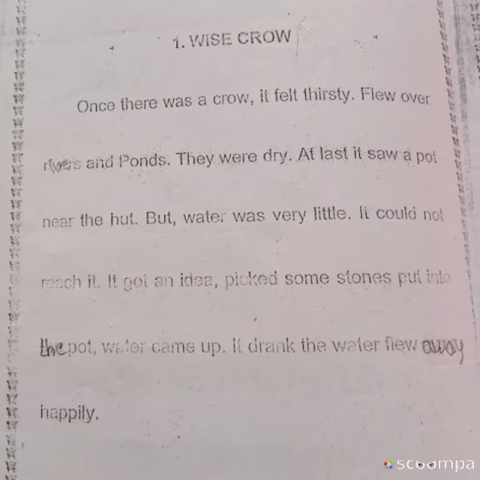 1. WISE CROW
Once there was a crow, it felt thirsty. Flew over
rivers and Ponds. They were dry. At last it saw a pot
near the hut. But, water was very little. It could not
reach it. It got an idea, picked some stones put into
the pot, water came up. it drank the water flew away
happily.
scoompa